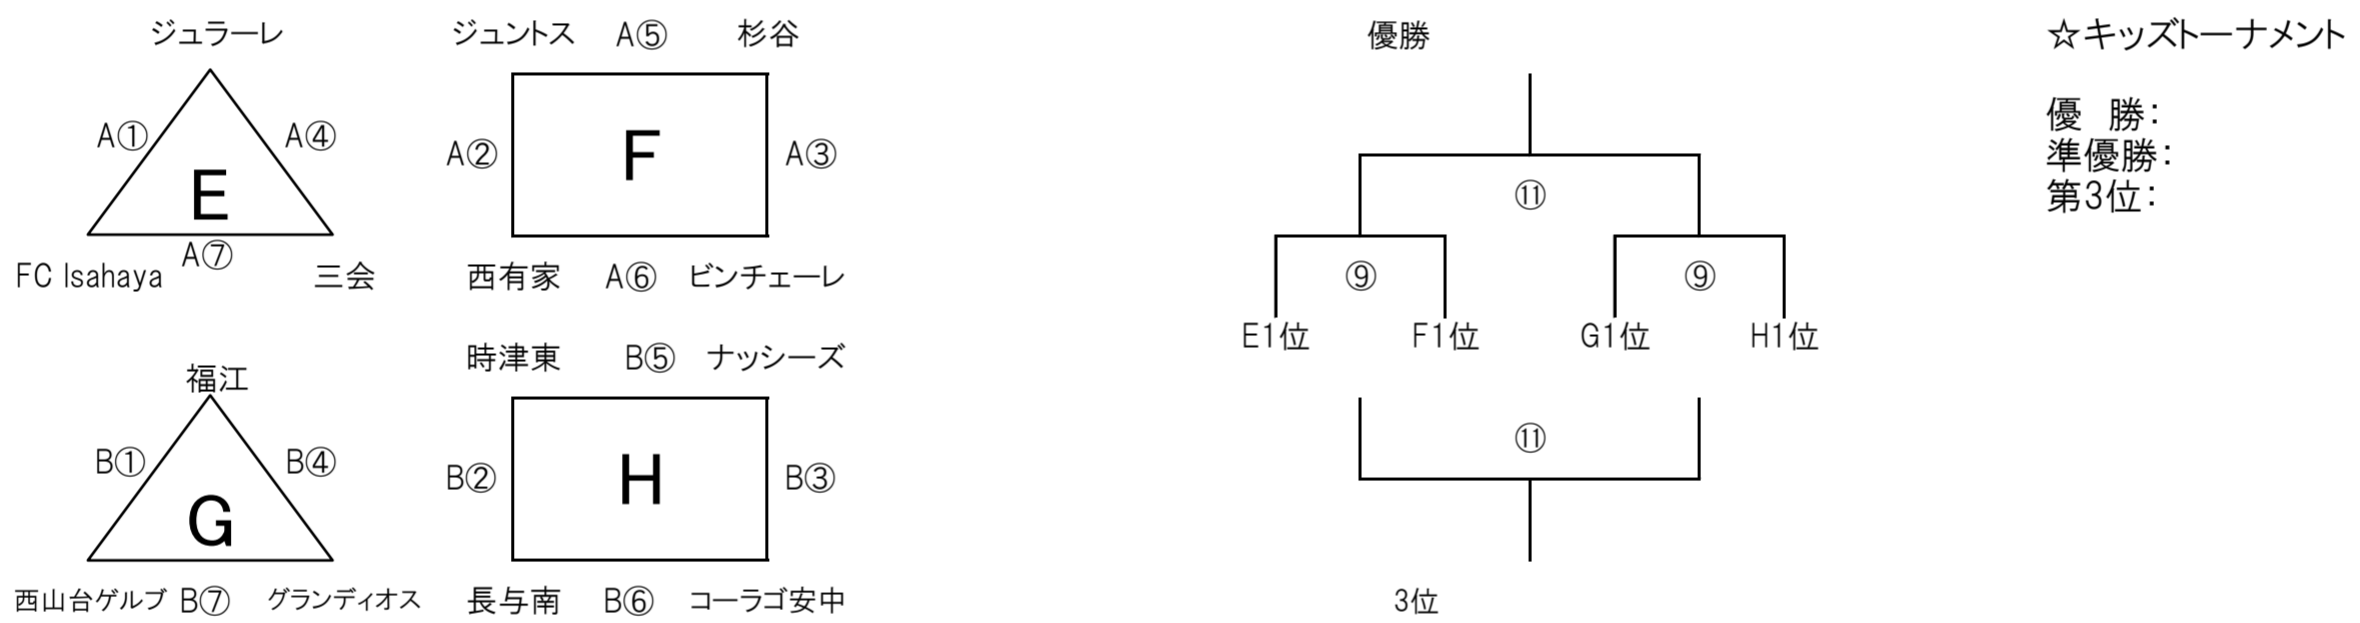 ジュラーレ
A① A④
E
A⑦
FC Isahaya 三会
ジュントス A⑤ 杉谷
A② F A③
西有家 A⑥ ビンチェーレ
福江
B① B④
G
西山台ゲルブ B⑦ グランディオス
時津東 B⑤ ナッシーズ
B② H B③
長与南 B⑥ コーラゴ安中
優勝
⑪
⑨ ⑨
E1位 F1位 G1位 H1位
⑪
3位
☆キッズトーナメント
優　勝：
準優勝：
第3位：